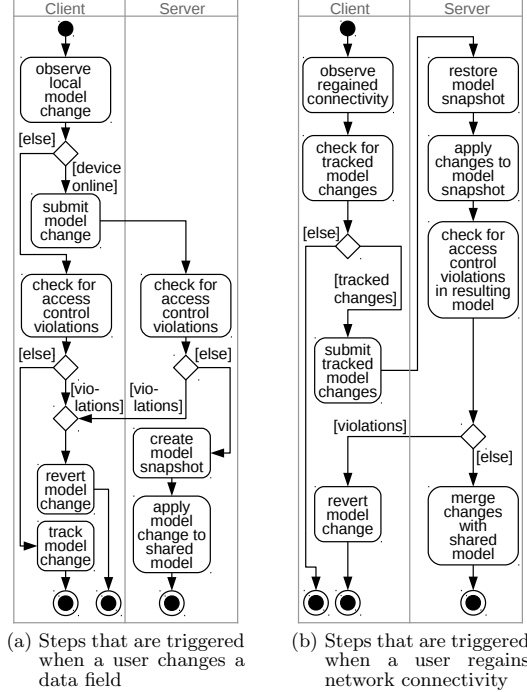 Client
Server
observe
local
model
change
[else]
[device
online]
submit
model
change
check for
access
control
violations
check for
access
control
violations
[else]
[else]
[vio-
lations]
[vio-
lations]
create
model
snapshot
revert
model
change
apply
model
change to
shared
model
track
model
change
(a) Steps that are triggered
when a user changes a
data field
Client
Server
observe
regained
connectivity
restore
model
snapshot
check for
tracked
model
changes
apply
changes to
model
snapshot
[else]
check for
access
control
violations
in resulting
model
[tracked
changes]
submit
tracked
model
changes
[violations]
[else]
revert
model
change
merge
changes
with
shared
model
(b) Steps that are triggered
when a user regains
network connectivity